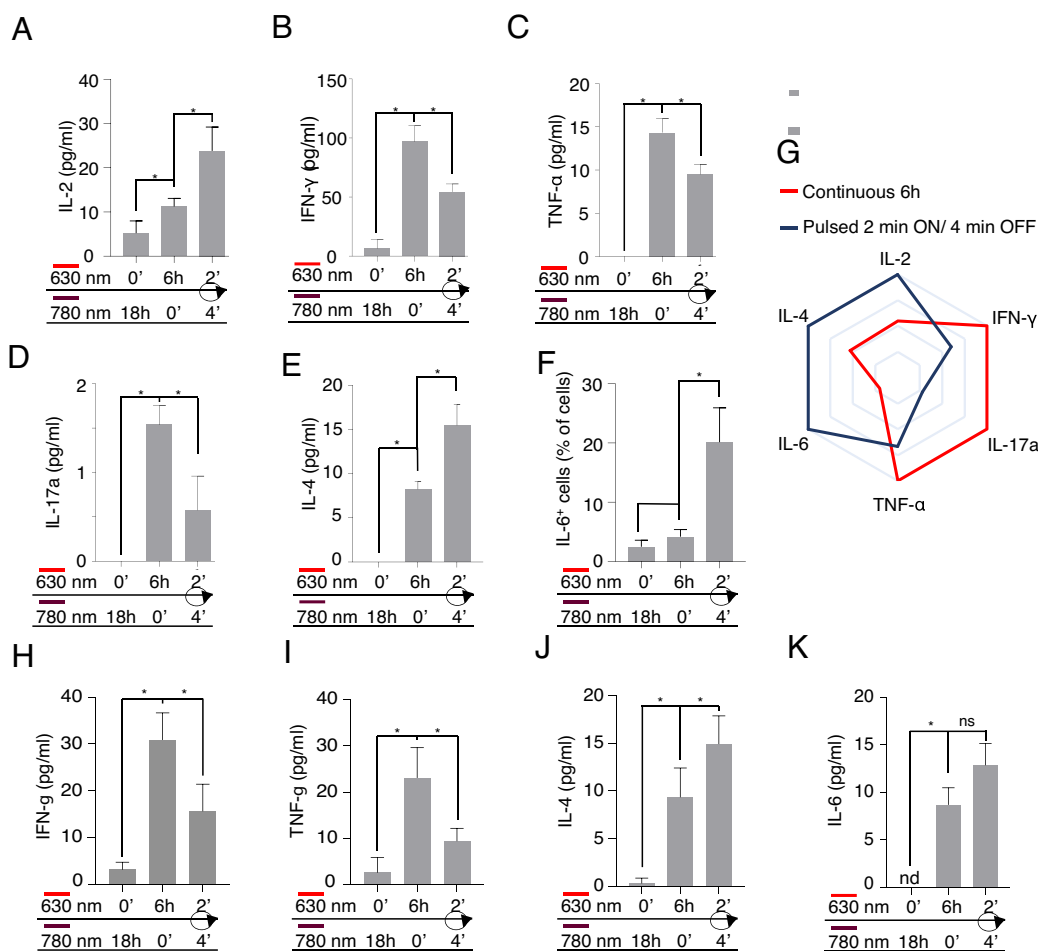 A
IL-2 (pg/ml)
40
30
20
10
0
*
*
630 nm 0' 6h 2'
780 nm 18h 0' 4'
B
IFN-γ (pg/ml)
150
100
50
0
* *
630 nm 0' 6h 2'
780 nm 18h 0' 4'
C
TNF-α (pg/ml)
20
15
10
5
0
* *
630 nm 0' 6h 2'
780 nm 18h 0' 4'
G
Continuous 6h
Pulsed 2 min ON/ 4 min OFF
IL-2
IL-4
IFN-γ
IL-6
IL-17a
TNF-α
D
IL-17a (pg/ml)
2
1
0
* *
630 nm 0' 6h 2'
780 nm 18h 0' 4'
E
IL-4 (pg/ml)
20
15
10
5
0
*
*
630 nm 0' 6h 2'
780 nm 18h 0' 4'
F
IL-6⁺ cells (% of cells)
30
20
10
0
*
630 nm 0' 6h 2'
780 nm 18h 0' 4'
H
IFN-g (pg/ml)
40
30
20
10
0
* *
630 nm 0' 6h 2'
780 nm 18h 0' 4'
I
TNF-g (pg/ml)
40
30
20
10
0
* *
630 nm 0' 6h 2'
780 nm 18h 0' 4'
J
IL-4 (pg/ml)
20
15
10
5
0
* *
630 nm 0' 6h 2'
780 nm 18h 0' 4'
K
IL-6 (pg/ml)
20
15
10
5
0
* ns
nd
630 nm 0' 6h 2'
780 nm 18h 0' 4'